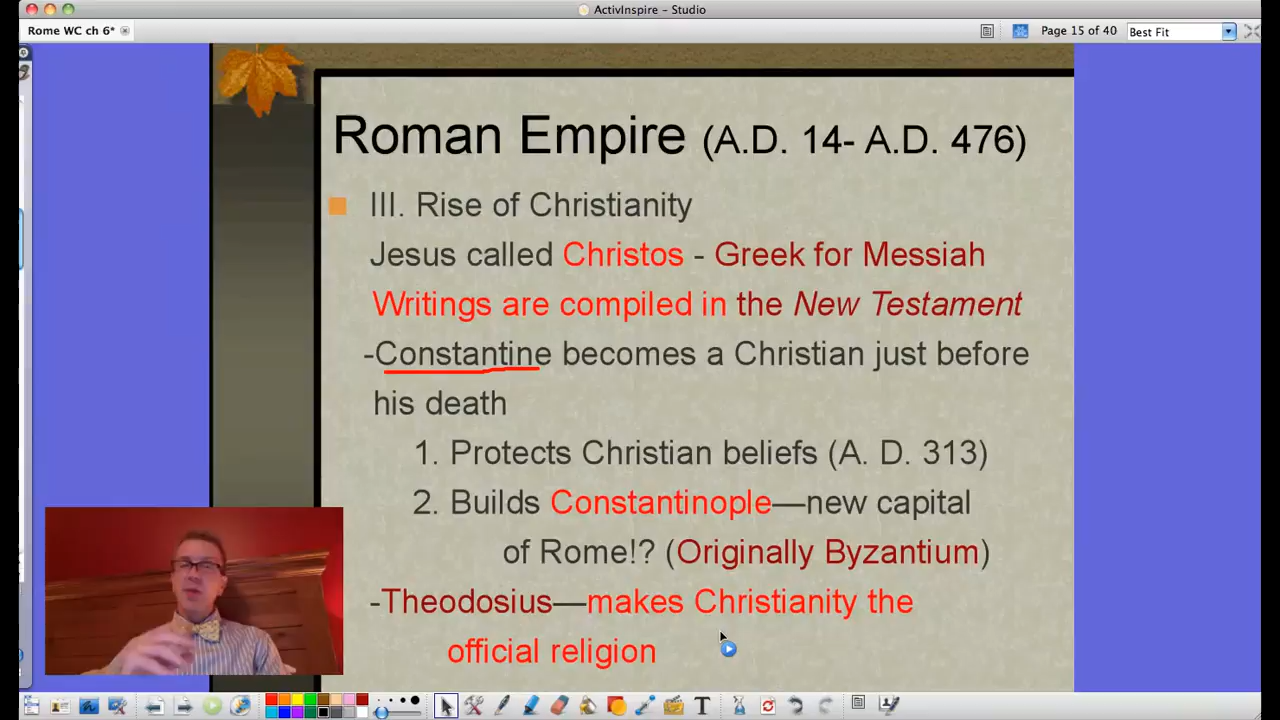 ActivInspire – Studio
Rome WC ch 6*
Page 15 of 40
Best Fit
Roman Empire (A.D. 14- A.D. 476)
III. Rise of Christianity
Jesus called Christos - Greek for Messiah
Writings are compiled in the New Testament
-Constantine becomes a Christian just before
his death
1. Protects Christian beliefs (A. D. 313)
2. Builds Constantinople—new capital
of Rome!? (Originally Byzantium)
-Theodosius—makes Christianity the
official religion
T